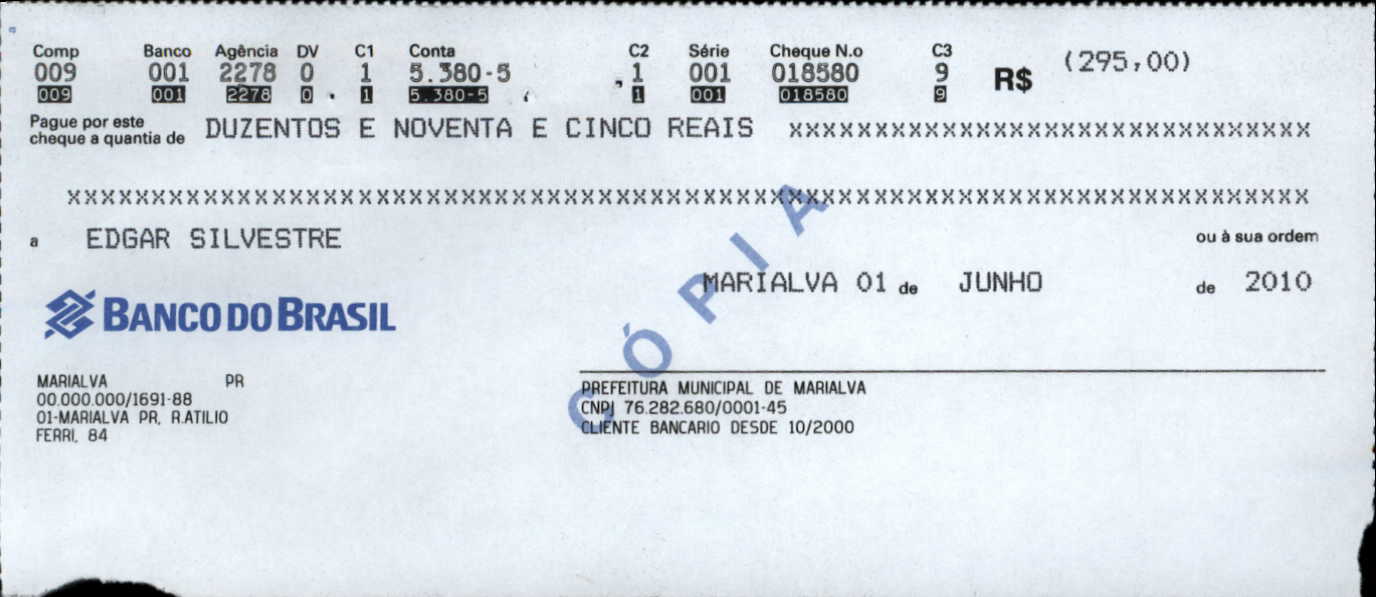 Comp Banco Agência DV C1 Conta C2 Série Cheque N.o C3
009 001 2278 0 1 5.380-5 1 001 018580 9 R$ (295,00)
009 001 2278 0 1 5.380-5 1 001 018580 9
Pague por este
cheque a quantia de DUZENTOS E NOVENTA E CINCO REAIS XXXXXXXXXXXXXXXXXXXXXXXXXXXXXX
XXXXXXXXXXXXXXXXXXXXXXXXXXXXXXXXXXXXXXXXXXXXXXXXXXXXXXXXXXXXXXXXXXXXXXXX
a EDGAR SILVESTRE ou à sua ordem
MARIALVA 01 de JUNHO de 2010
BANCO DO BRASIL
CÓPIA
MARIALVA PR
00.000.000/1691-88
01-MARIALVA PR, R.ATILIO
FERRI, 84
PREFEITURA MUNICIPAL DE MARIALVA
CNPJ 76.282.680/0001-45
CLIENTE BANCARIO DESDE 10/2000